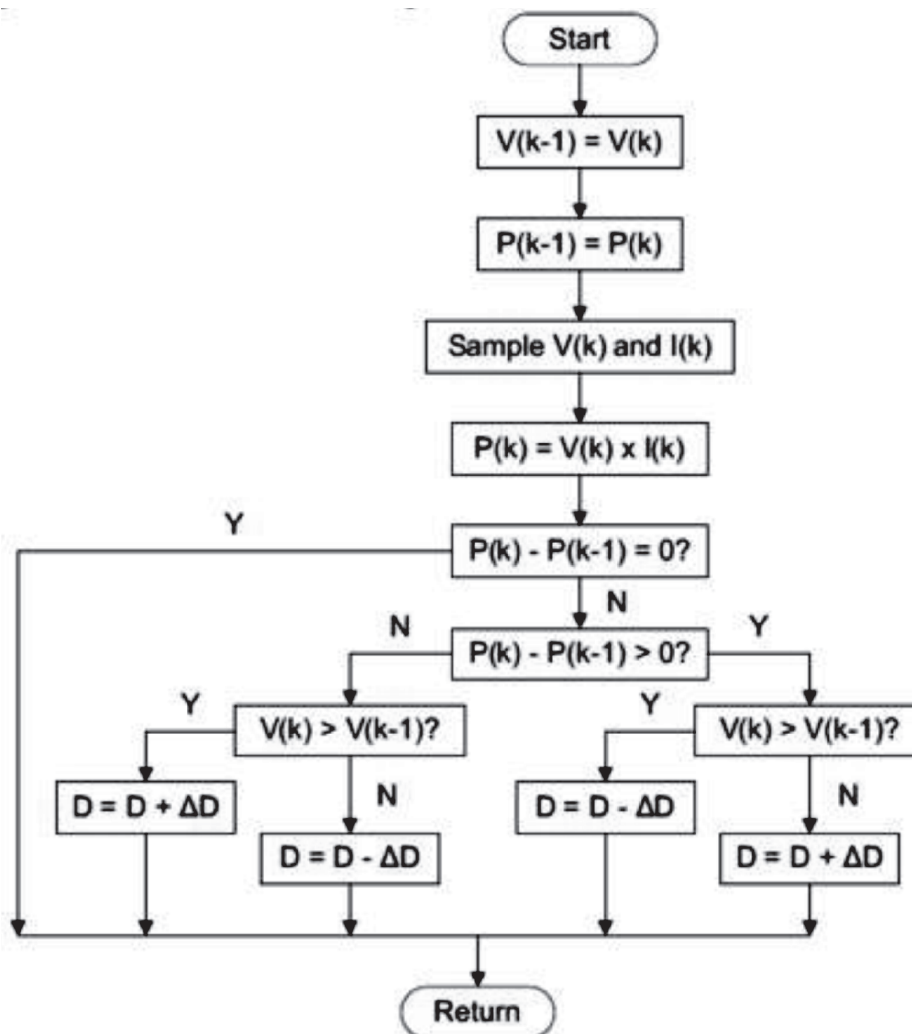 Start
V(k-1) = V(k)
P(k-1) = P(k)
Sample V(k) and I(k)
P(k) = V(k) x I(k)
Y
P(k) - P(k-1) = 0?
N
N
P(k) - P(k-1) > 0?
Y
Y
V(k) > V(k-1)?
Y
V(k) > V(k-1)?
D = D + ΔD
N
D = D - ΔD
N
D = D - ΔD
D = D + ΔD
Return